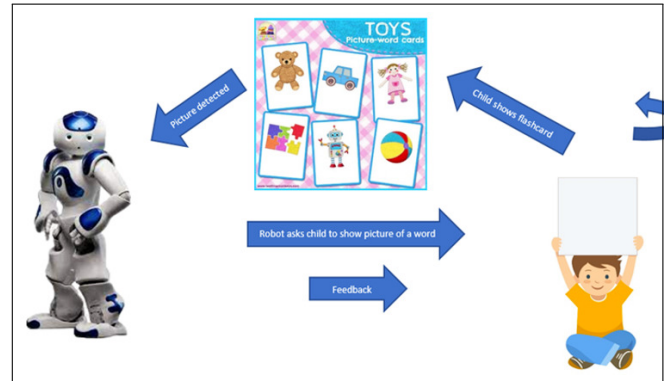 TOYS
Picture word cards
Picture detected
Child shows flashcard
Robot asks child to show picture of a word
Feedback